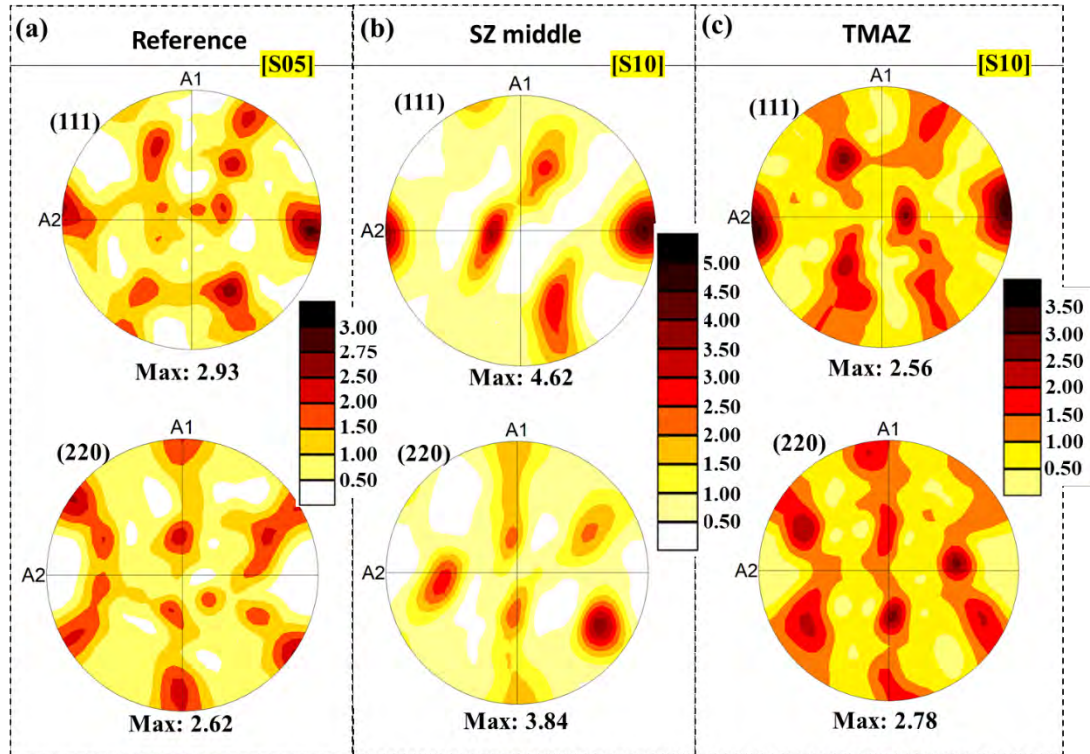 (a)
Reference
[S05]
A1
(111)
A2
Max: 2.93
3.00
2.75
2.50
2.00
1.50
1.00
0.50
A1
(220)
A2
Max: 2.62
(b)
SZ middle
[S10]
A1
(111)
A2
Max: 4.62
5.00
4.50
4.00
3.50
3.00
2.50
2.00
1.50
1.00
0.50
A1
(220)
A2
Max: 3.84
(c)
TMAZ
[S10]
A1
(111)
A2
Max: 2.56
3.50
3.00
2.50
2.00
1.50
1.00
0.50
A1
(220)
A2
Max: 2.78